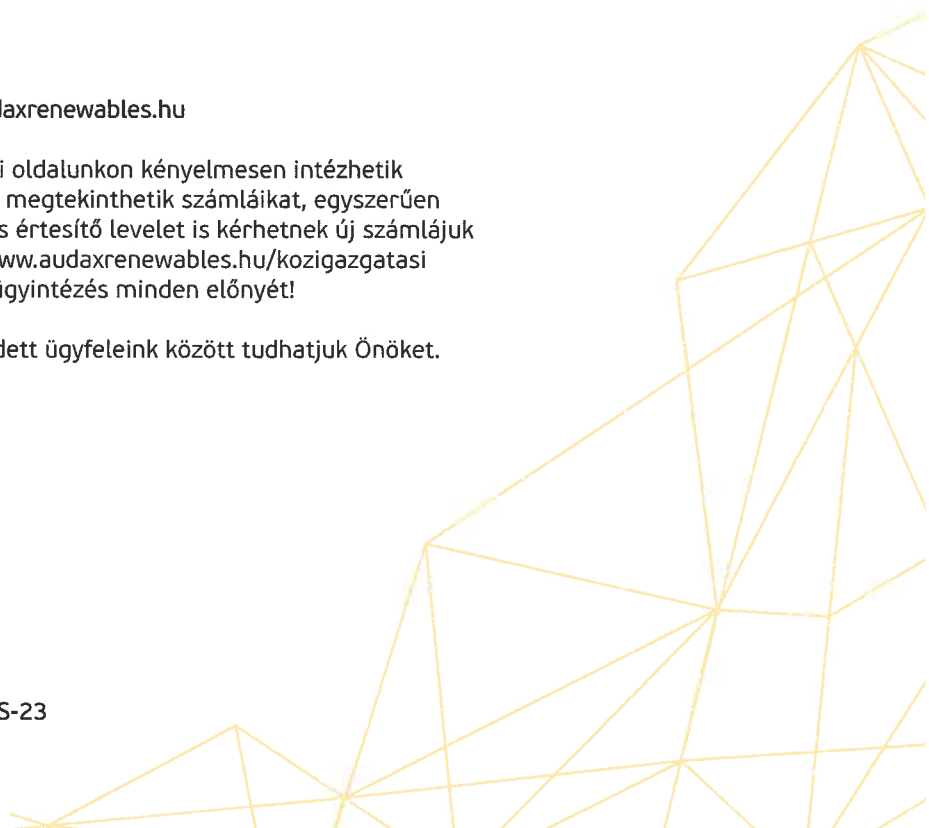 daxrenewables.hu
i oldalunkon kényelmesen intézhetik
megtekinthetik számláikat, egyszerűen
s értesítő levelet is kérhetnek új számlájuk
ww.audaxrenewables.hu/kozigazgatasi
ügyintézés minden előnyét!
dett ügyfeleink között tudhatjuk Önöket.
S-23